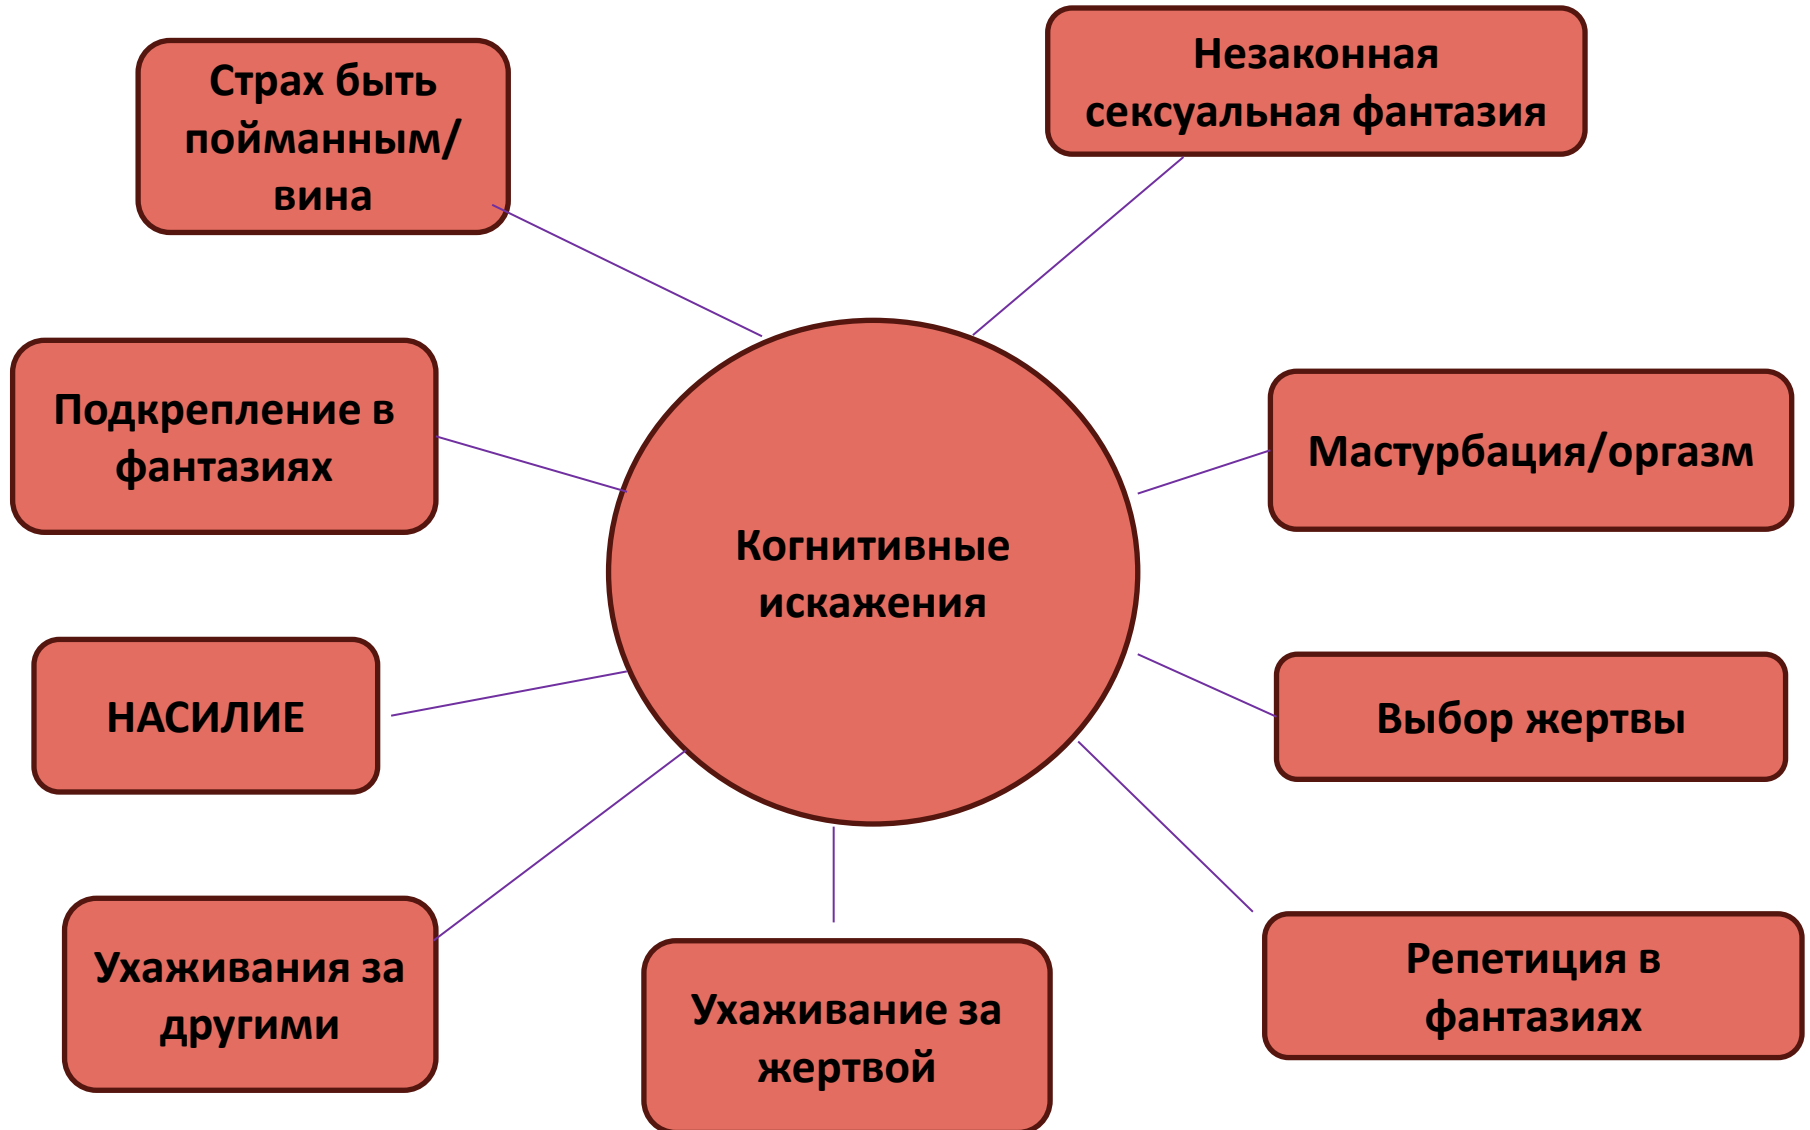 Страх быть
пойманным/
вина
Незаконная
сексуальная фантазия
Подкрепление в
фантазиях
Мастурбация/оргазм
Когнитивные
искажения
НАСИЛИЕ
Выбор жертвы
Ухаживания за
другими
Ухаживание за
жертвой
Репетиция в
фантазиях